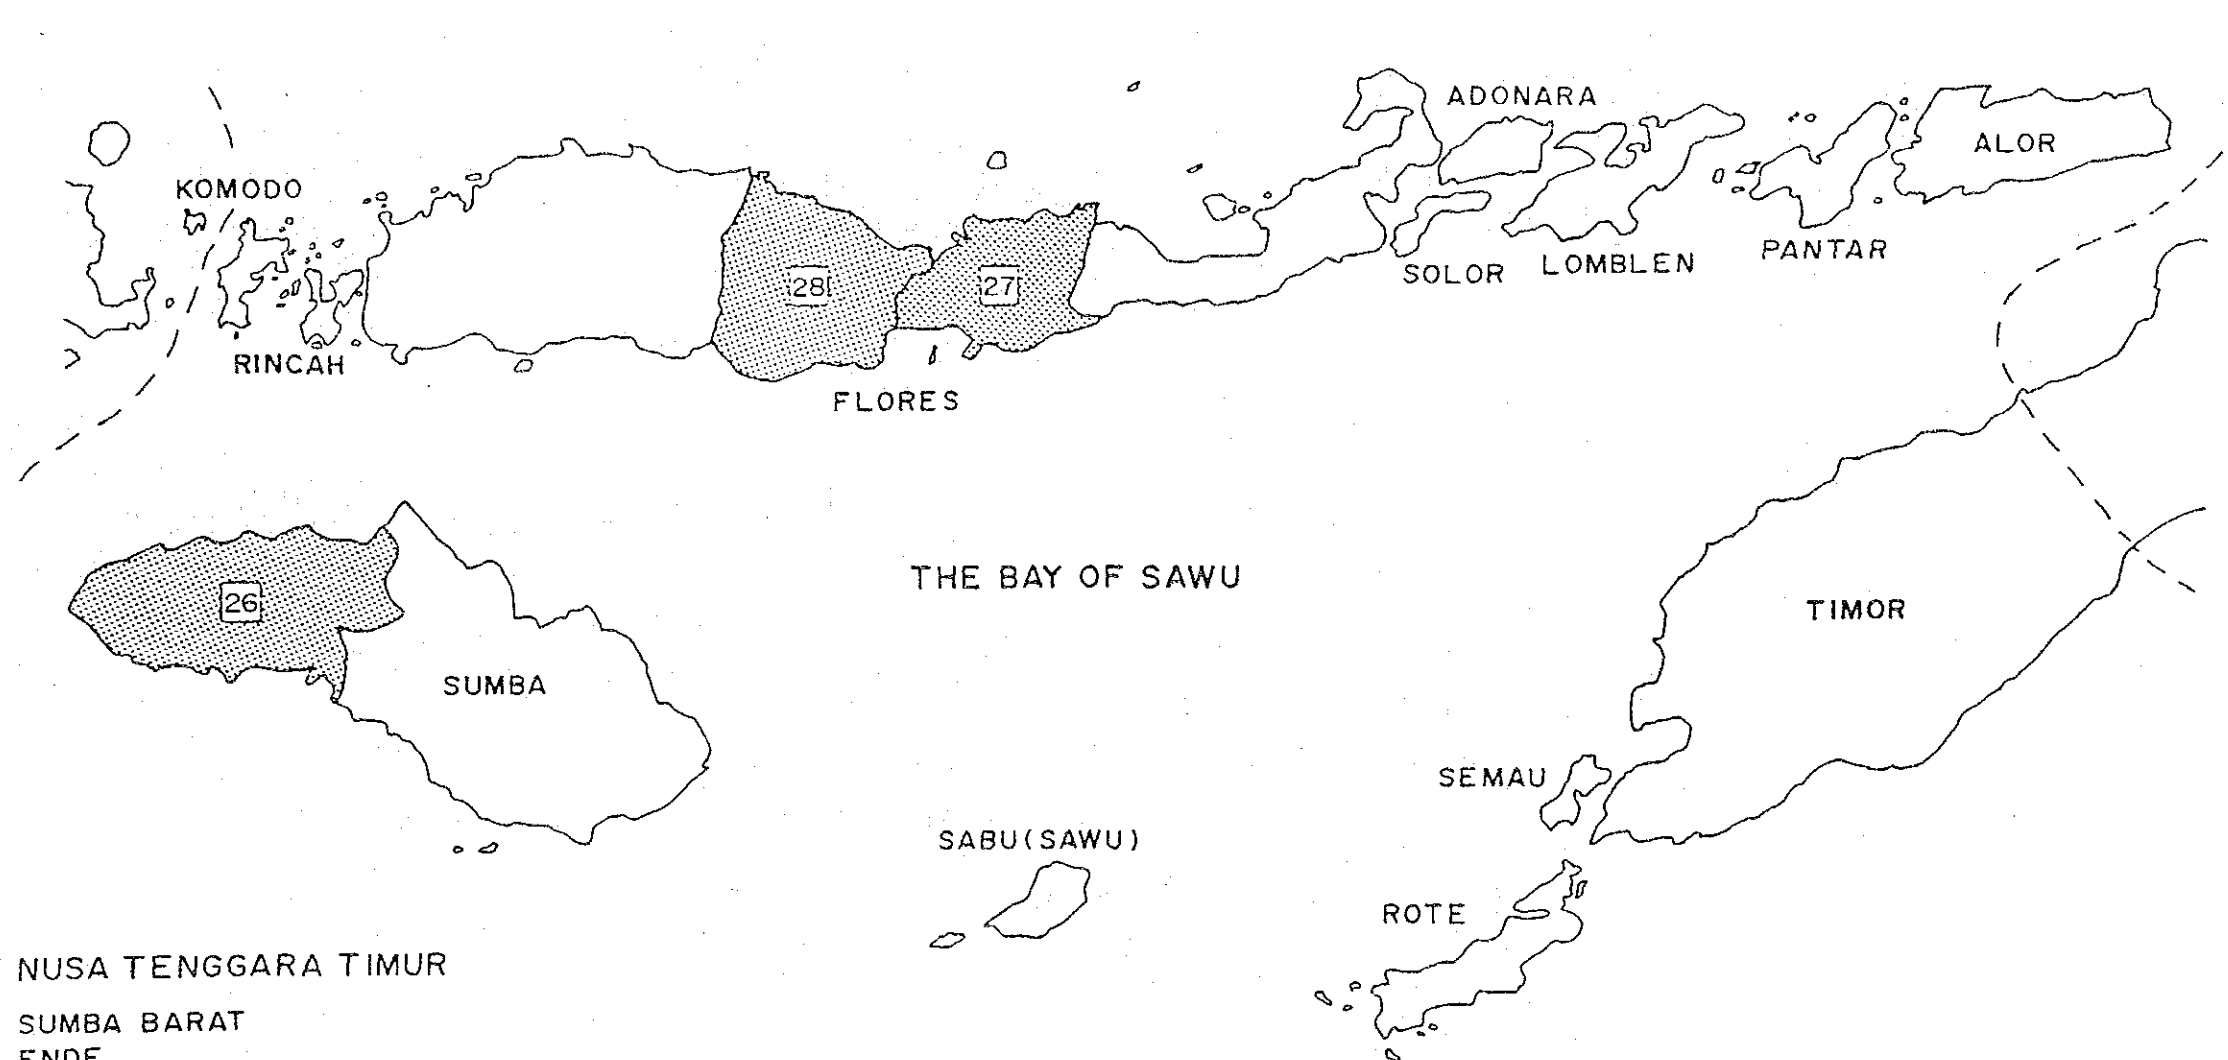 ADONARA
ALOR
KOMODO
PANTAR
LOMBLEN
SOLOR
28
27
RINCAH
FLORES
THE BAY OF SAWU
26
TIMOR
SUMBA
SEMAU
SABU(SAWU)
ROTE
NUSA TENGGARA TIMUR
SUMBA BARAT
ENDE